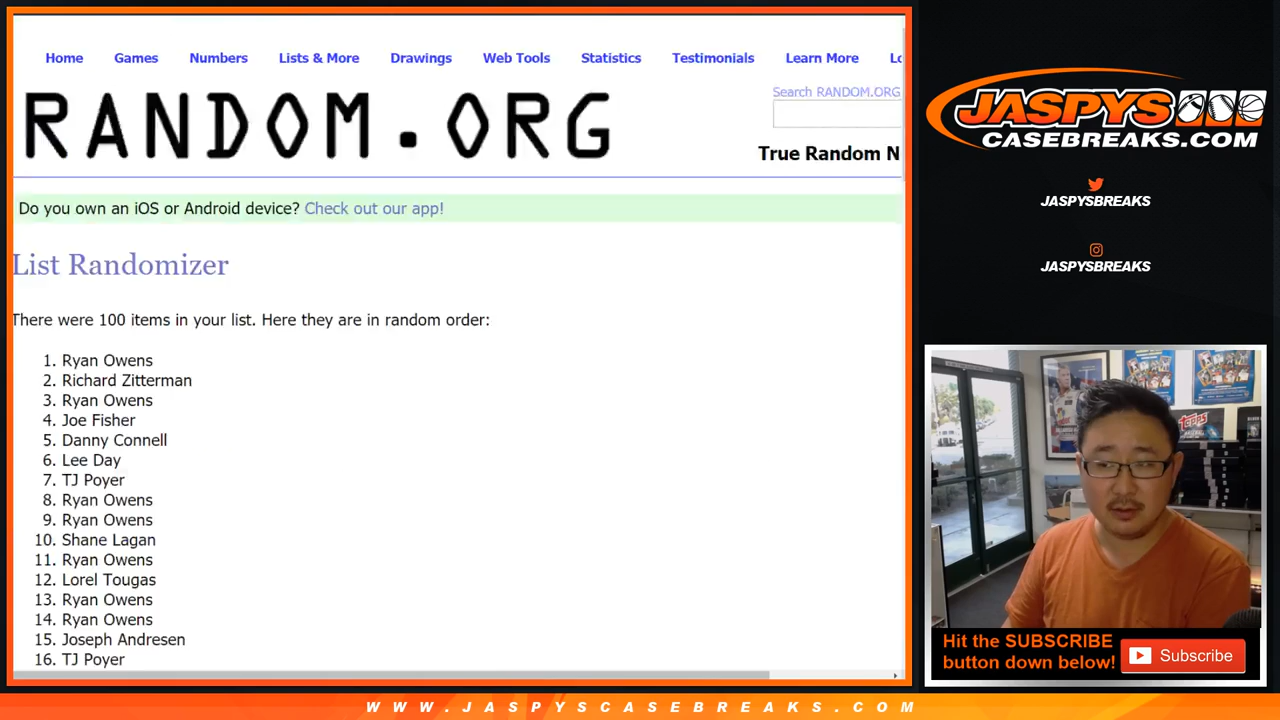 Home Games Numbers Lists & More Drawings Web Tools Statistics Testimonials Learn More Lo
RANDOM.ORG
Search RANDOM.ORG
True Random N
Do you own an iOS or Android device? Check out our app!
List Randomizer
There were 100 items in your list. Here they are in random order:
1. Ryan Owens
2. Richard Zitterman
3. Ryan Owens
4. Joe Fisher
5. Danny Connell
6. Lee Day
7. TJ Poyer
8. Ryan Owens
9. Ryan Owens
10. Shane Lagan
11. Ryan Owens
12. Lorel Tougas
13. Ryan Owens
14. Ryan Owens
15. Joseph Andresen
16. TJ Poyer
JASPYS
CASEBREAKS.COM
JASPYSBREAKS
JASPYSBREAKS
TOPPS
Hit the SUBSCRIBE
button down below!
Subscribe
WWW.JASPYSCASEBREAKS.COM